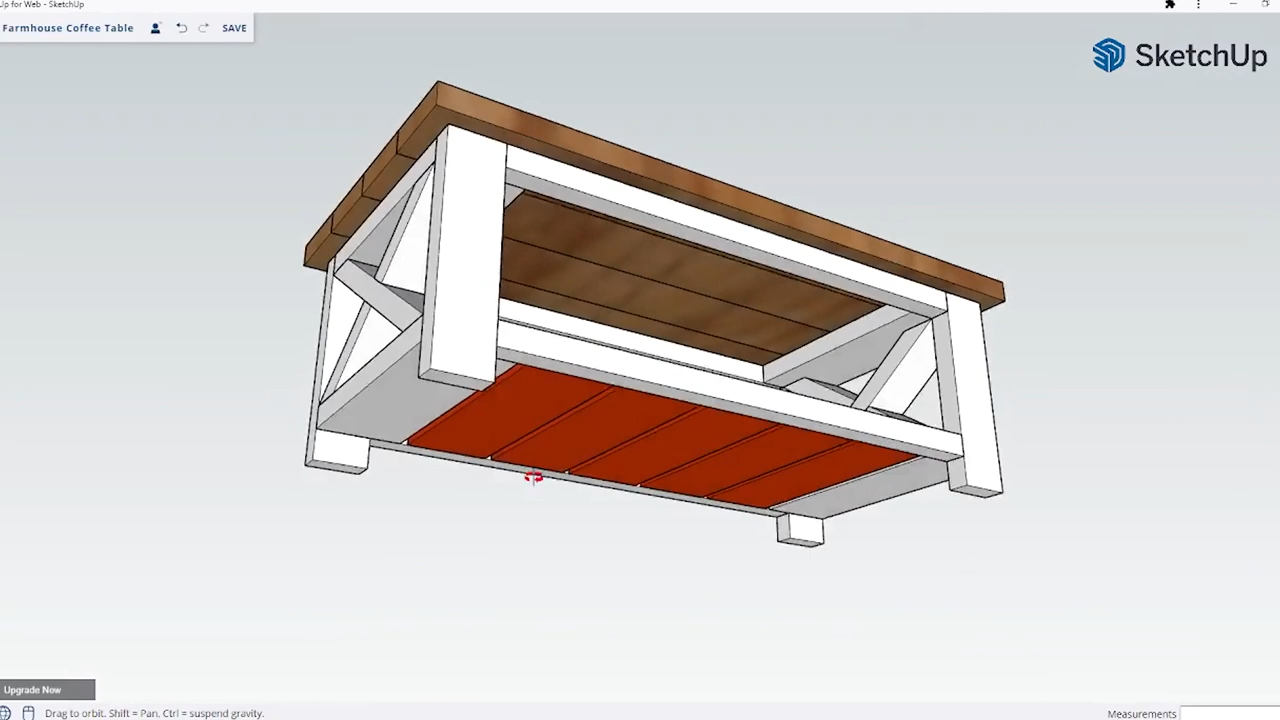 Up for Web - SketchUp
Farmhouse Coffee Table
SAVE
SketchUp
Upgrade Now
Drag to orbit. Shift = Pan, Ctrl = suspend gravity.
Measurements